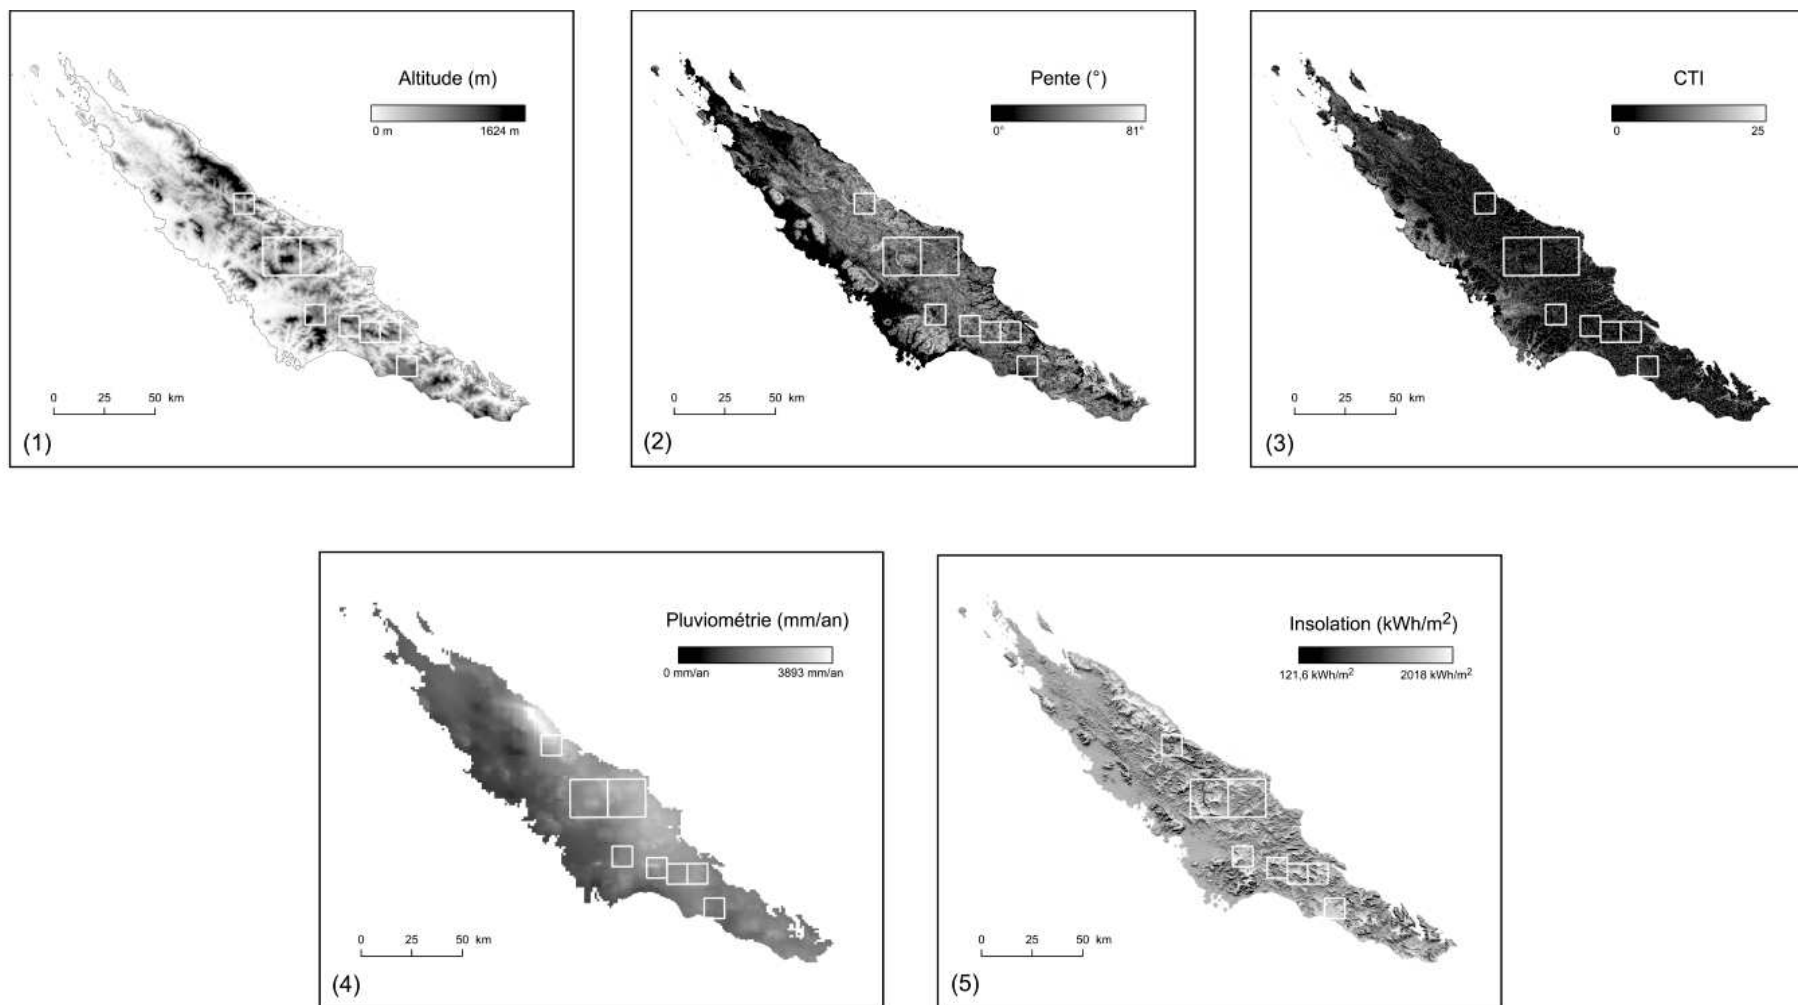 Altitude (m)
0 m 1624 m
0 25 50 km
(1)
Pente (°)
0° 81°
0 25 50 km
(2)
CTI
0 25
0 25 50 km
(3)
Pluviométrie (mm/an)
0 mm/an 3893 mm/an
0 25 50 km
(4)
Insolation (kWh/m²)
121,6 kWh/m² 2018 kWh/m²
0 25 50 km
(5)